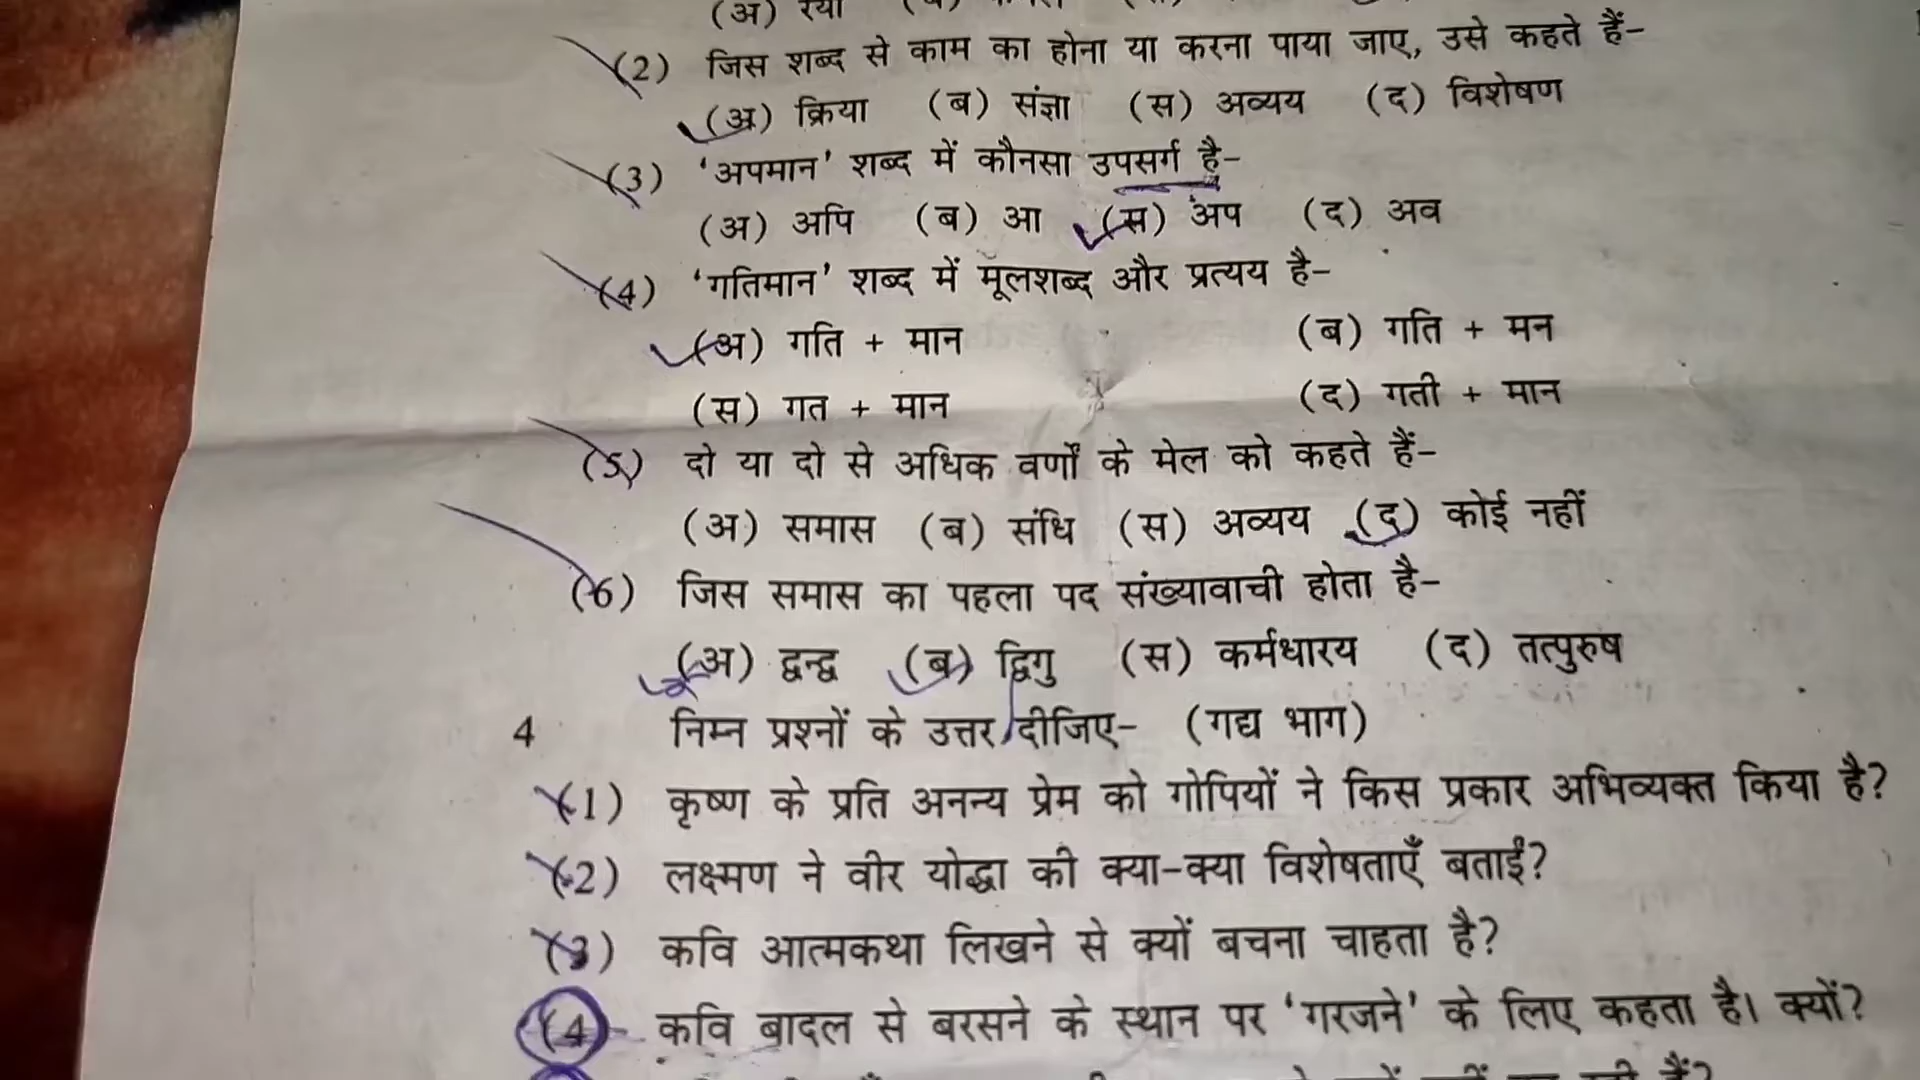 (अ)
(2) जिस शब्द से काम का होना या करना पाया जाए, उसे कहते हैं-
(अ) क्रिया (ब) संज्ञा (स) अव्यय (द) विशेषण
(3) 'अपमान' शब्द में कौनसा उपसर्ग है-
(अ) अपि (ब) आ (स) अप (द) अव
(4) 'गतिमान' शब्द में मूलशब्द और प्रत्यय है-
(अ) गति + मान (ब) गति + मन
(स) गत + मान (द) गती + मान
(5) दो या दो से अधिक वर्णों के मेल को कहते हैं-
(अ) समास (ब) संधि (स) अव्यय (द) कोई नहीं
(6) जिस समास का पहला पद संख्यावाची होता है-
(अ) द्वन्द्व (ब) द्विगु (स) कर्मधारय (द) तत्पुरुष
4 निम्न प्रश्नों के उत्तर दीजिए- (गद्य भाग)
(1) कृष्ण के प्रति अनन्य प्रेम को गोपियों ने किस प्रकार अभिव्यक्त किया है?
(2) लक्ष्मण ने वीर योद्धा की क्या-क्या विशेषताएँ बताईं?
(3) कवि आत्मकथा लिखने से क्यों बचना चाहता है?
(4) कवि बादल से बरसने के स्थान पर 'गरजने' के लिए कहता है। क्यों?